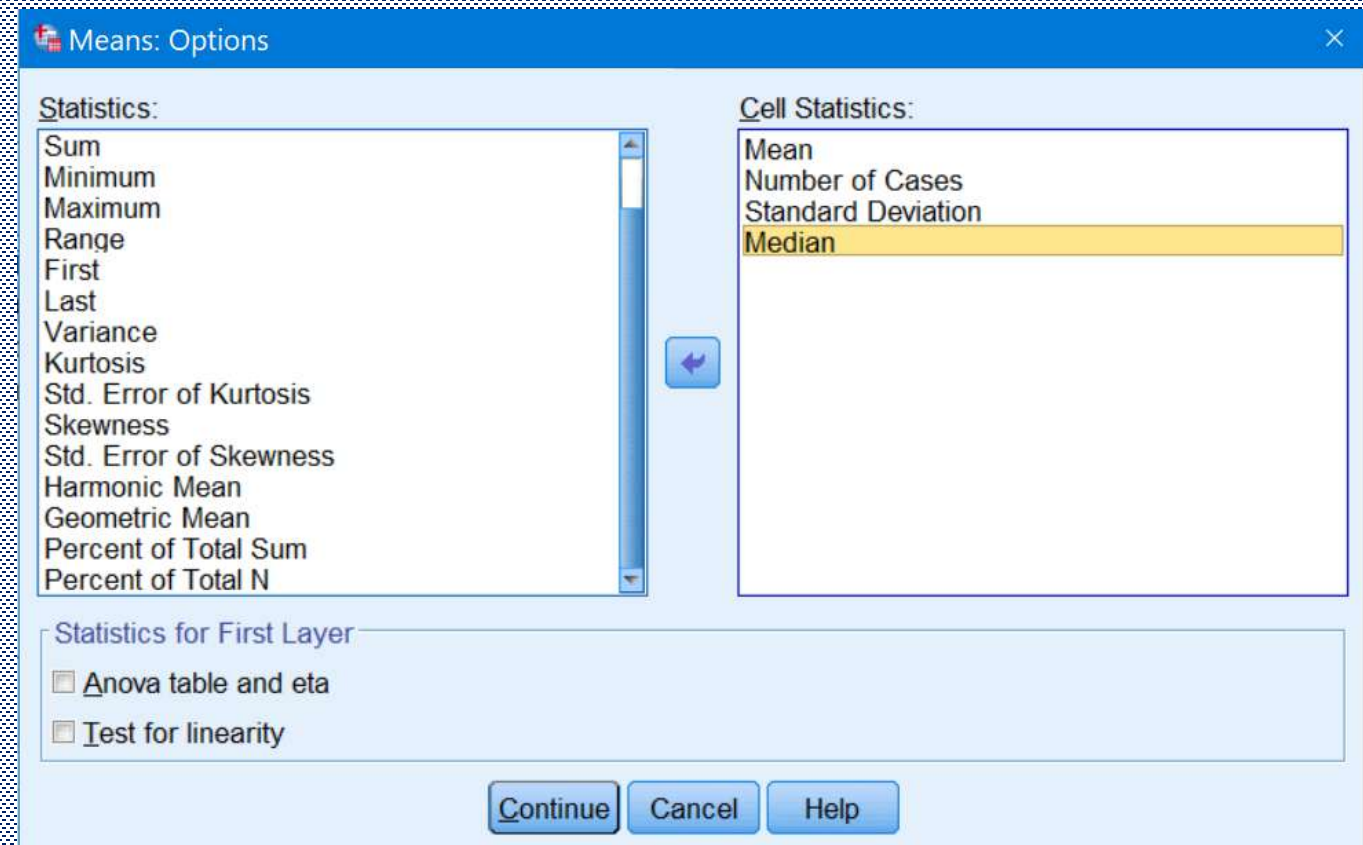 Means: Options
Statistics:
Sum
Minimum
Maximum
Range
First
Last
Variance
Kurtosis
Std. Error of Kurtosis
Skewness
Std. Error of Skewness
Harmonic Mean
Geometric Mean
Percent of Total Sum
Percent of Total N
Cell Statistics:
Mean
Number of Cases
Standard Deviation
Median
Statistics for First Layer
Anova table and eta
Test for linearity
Continue Cancel Help